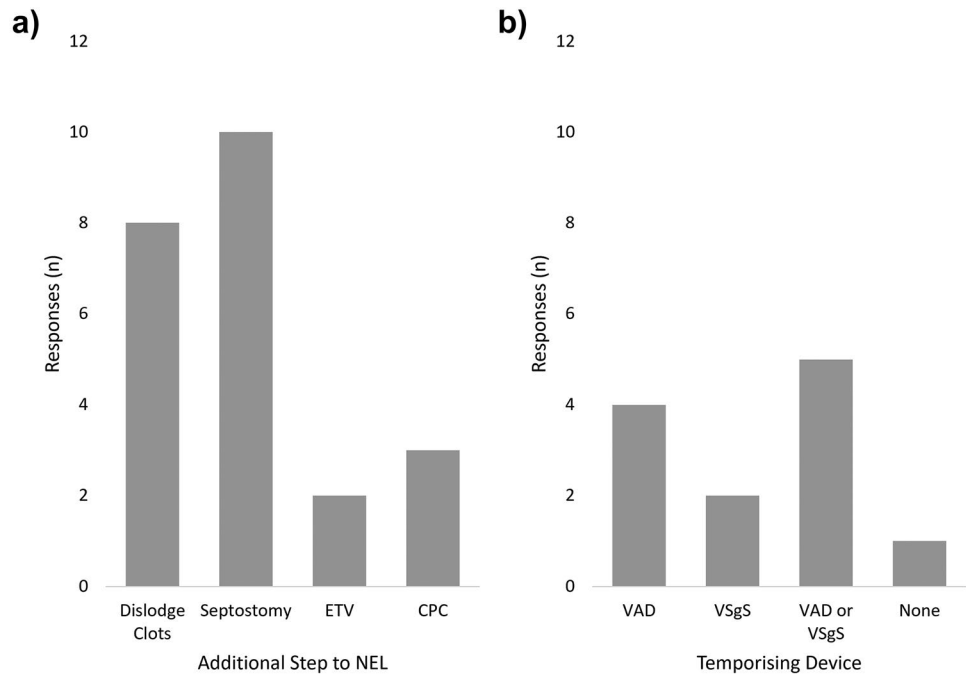 a)
12
10
8
6
4
2
0
Responses (n)
Dislodge
Clots
Septostomy
ETV
CPC
Additional Step to NEL
b)
12
10
8
6
4
2
0
Responses (n)
VAD
VSgS
VAD or
VSgS
None
Temporising Device